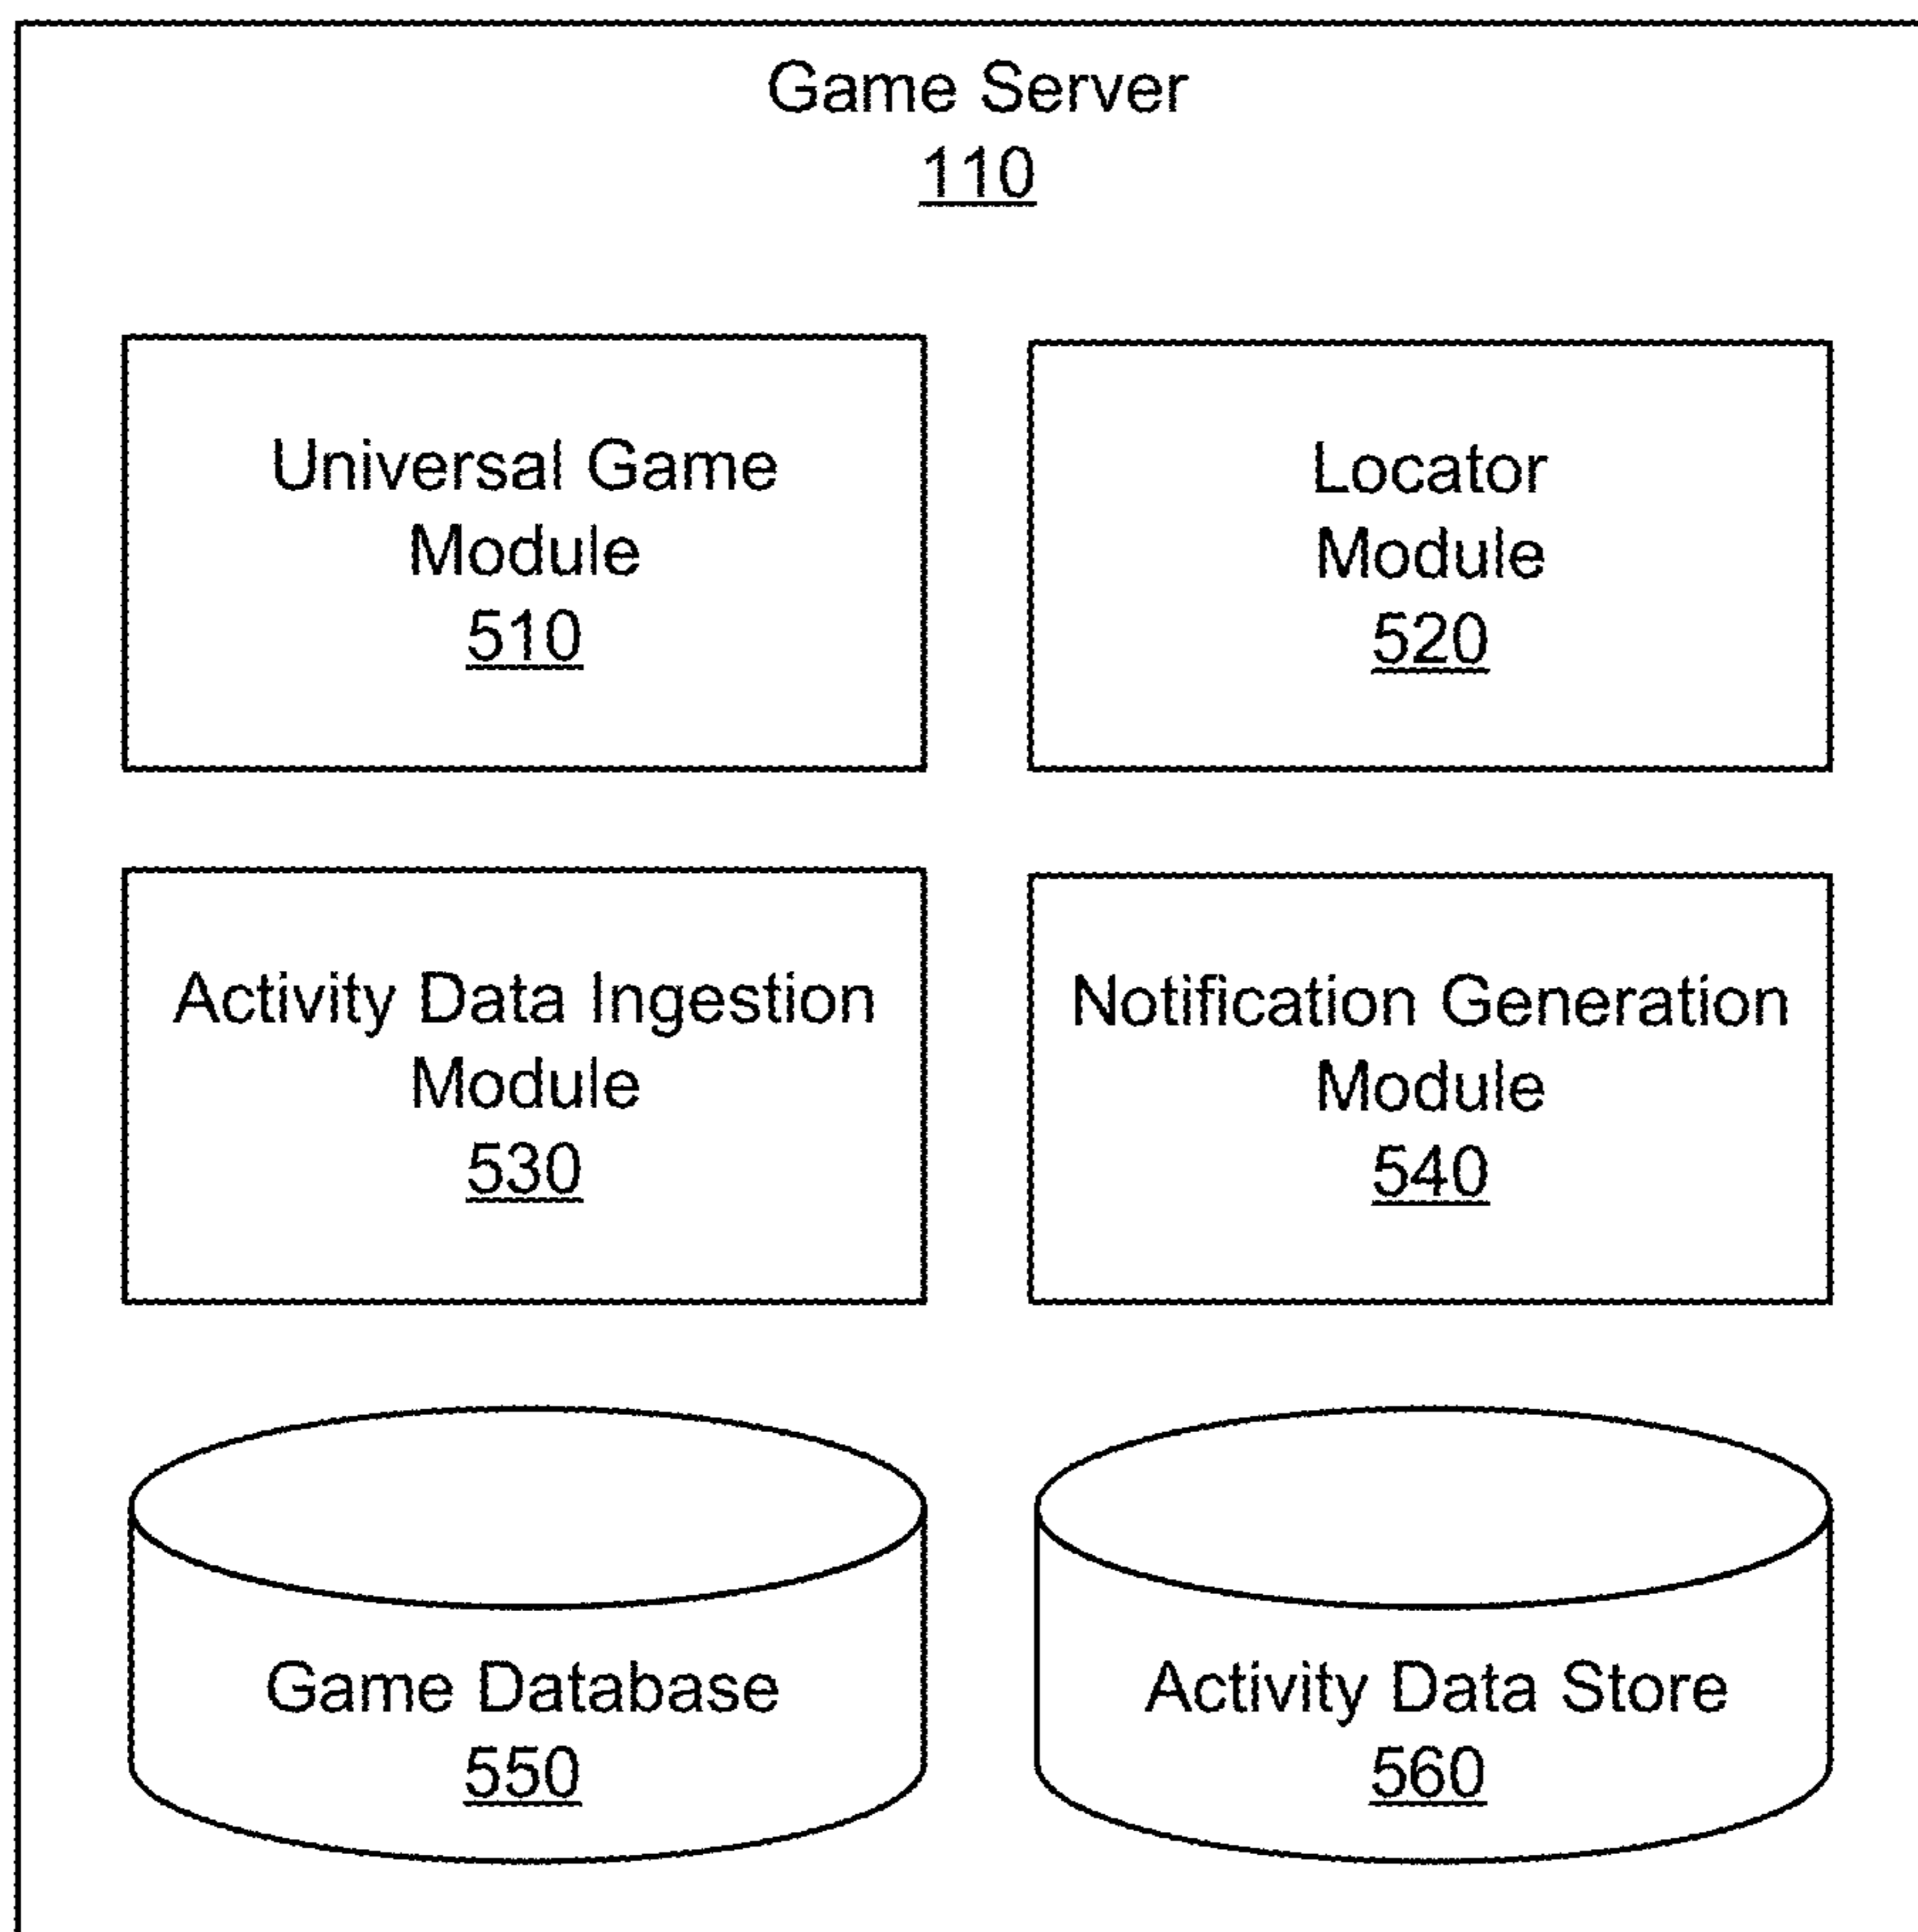 Game Server
110
Universal Game
Module
510
Locator
Module
520
Activity Data Ingestion
Module
530
Notification Generation
Module
540
Game Database
550
Activity Data Store
560